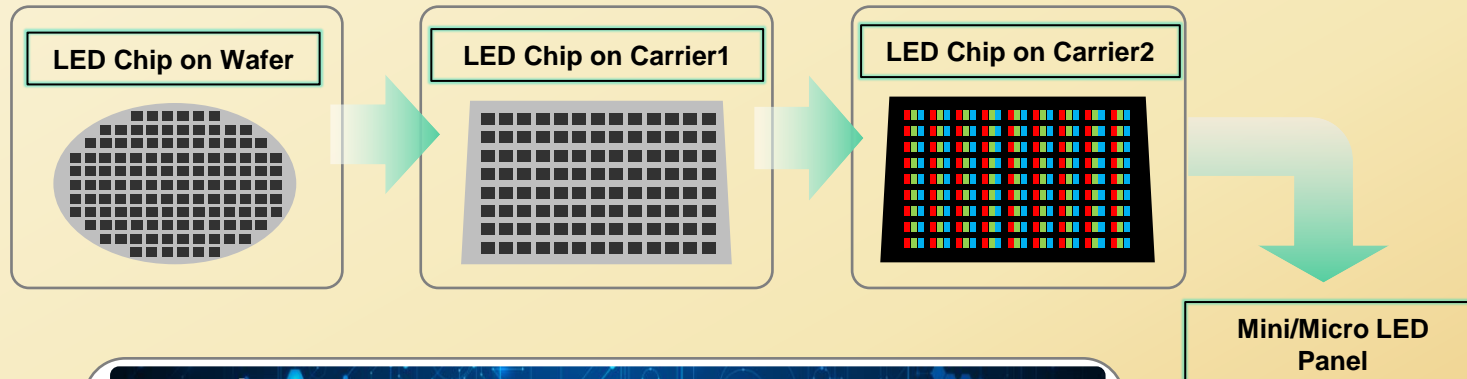 LED Chip on Wafer
LED Chip on Carrier1
LED Chip on Carrier2
Mini/Micro LED
Panel